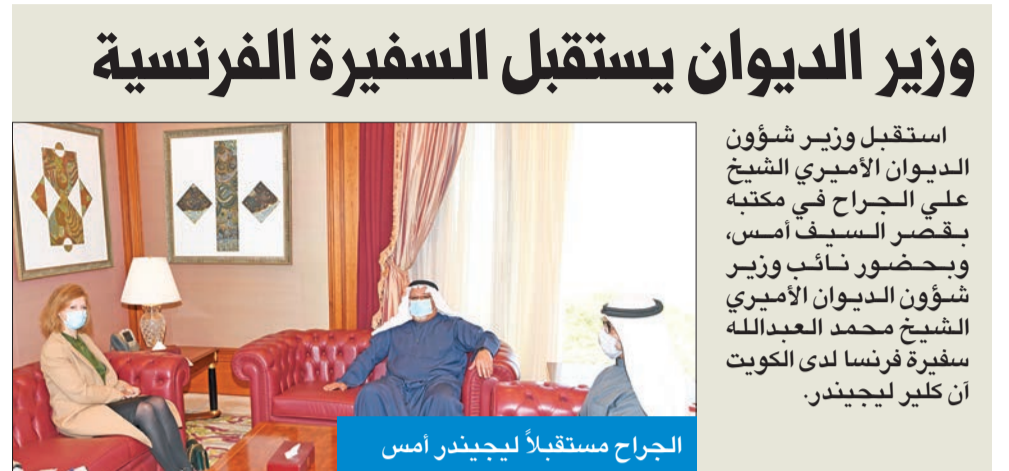 وزير الديوان يستقبل السفيرة الفرنسية
استقبل وزير شؤون
الديوان الأميري الشيخ
علي الجراح في مكتبه
بقصر السيف أمس،
وبحضور نائب وزير
شؤون الديوان الأميري
الشيخ محمد العبدالله
سفيرة فرنسا لدى الكويت
آن كلير ليجيندر.
الجراح مستقبلاً ليجيندر أمس